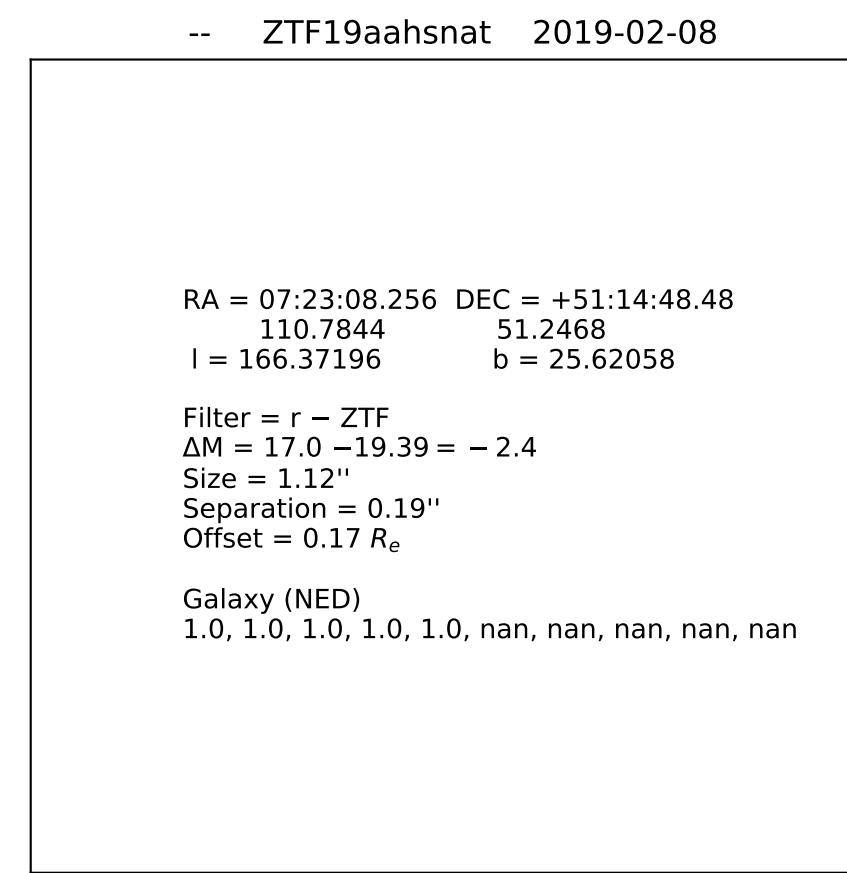 -- ZTF19aahsnat 2019-02-08
RA = 07:23:08.256 DEC = +51:14:48.48
110.7844 51.2468
l = 166.37196 b = 25.62058
Filter = r − ZTF
ΔM = 17.0 −19.39 = − 2.4
Size = 1.12''
Separation = 0.19''
Offset = 0.17 Re
Galaxy (NED)
1.0, 1.0, 1.0, 1.0, 1.0, nan, nan, nan, nan, nan